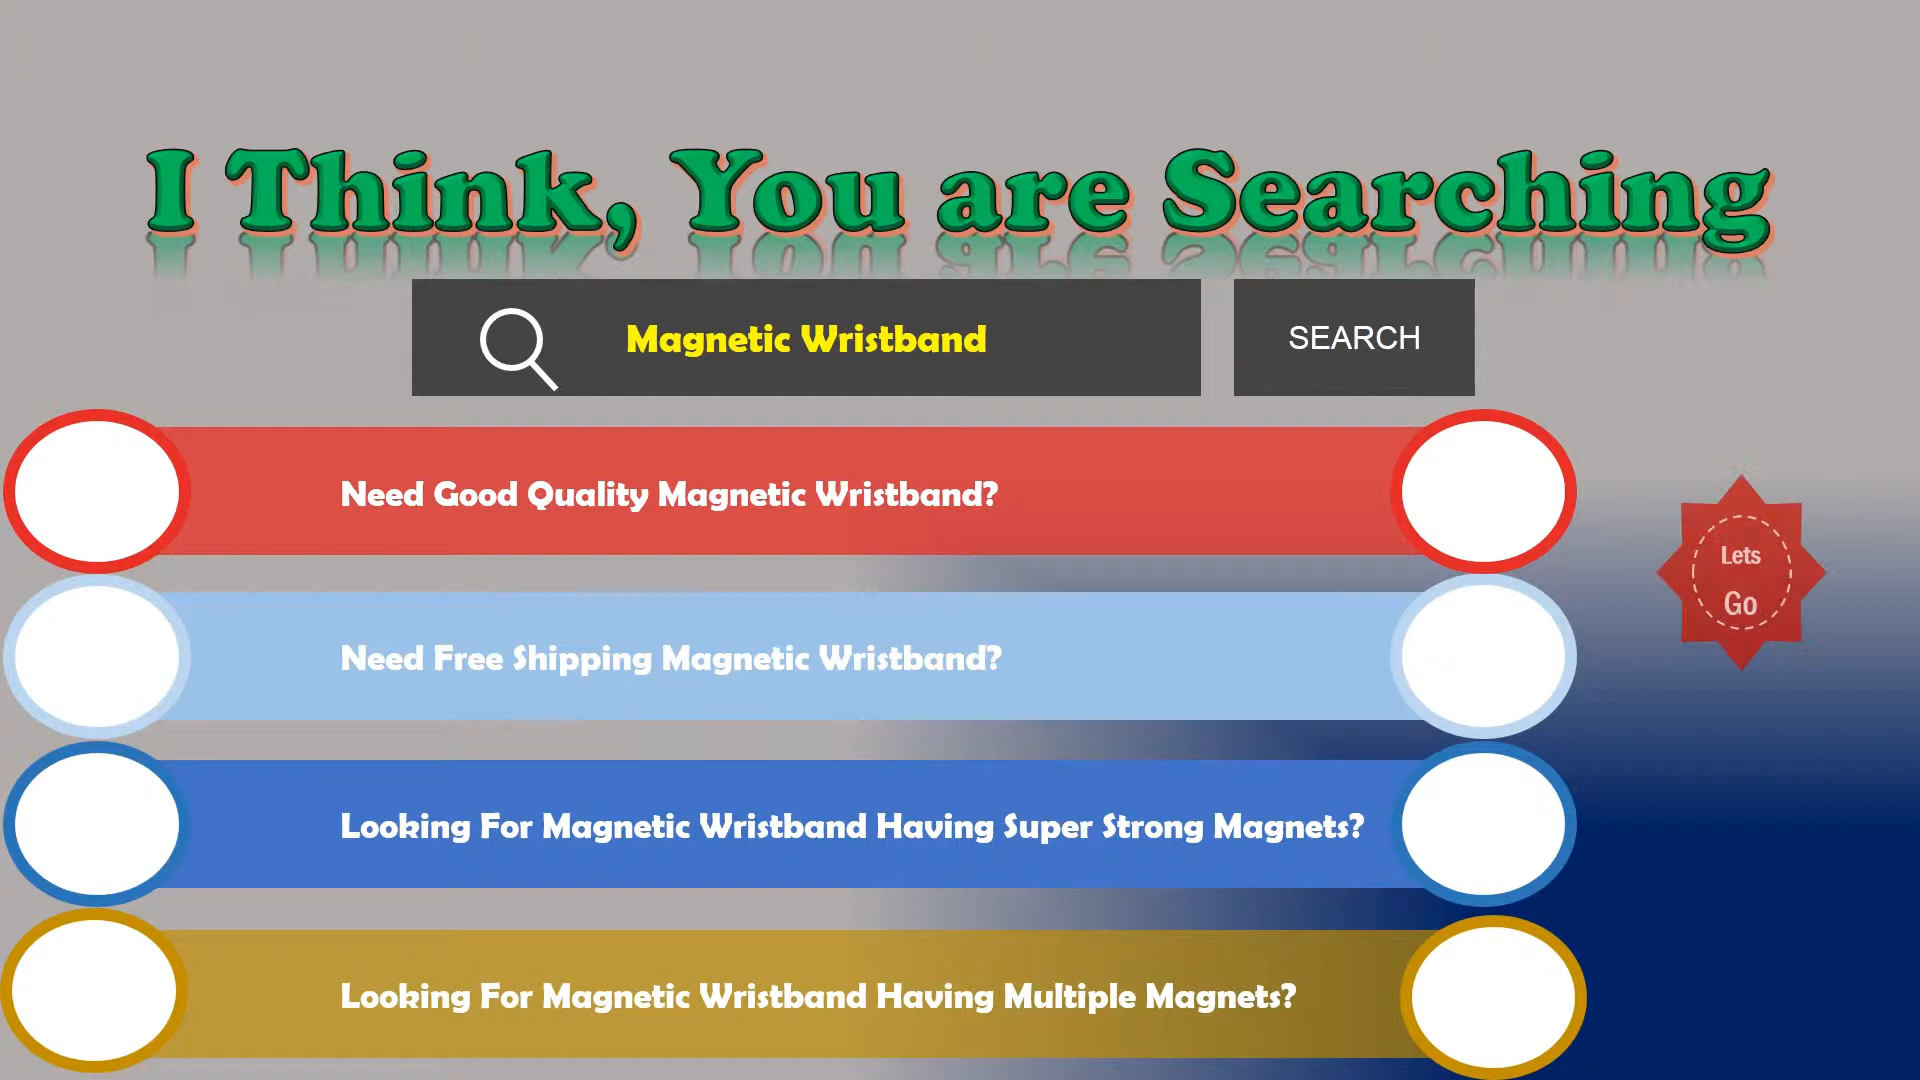 I Think, You are Searching
Magnetic Wristband
SEARCH
Need Good Quality Magnetic Wristband?
Lets
Go
Need Free Shipping Magnetic Wristband?
Looking For Magnetic Wristband Having Super Strong Magnets?
Looking For Magnetic Wristband Having Multiple Magnets?